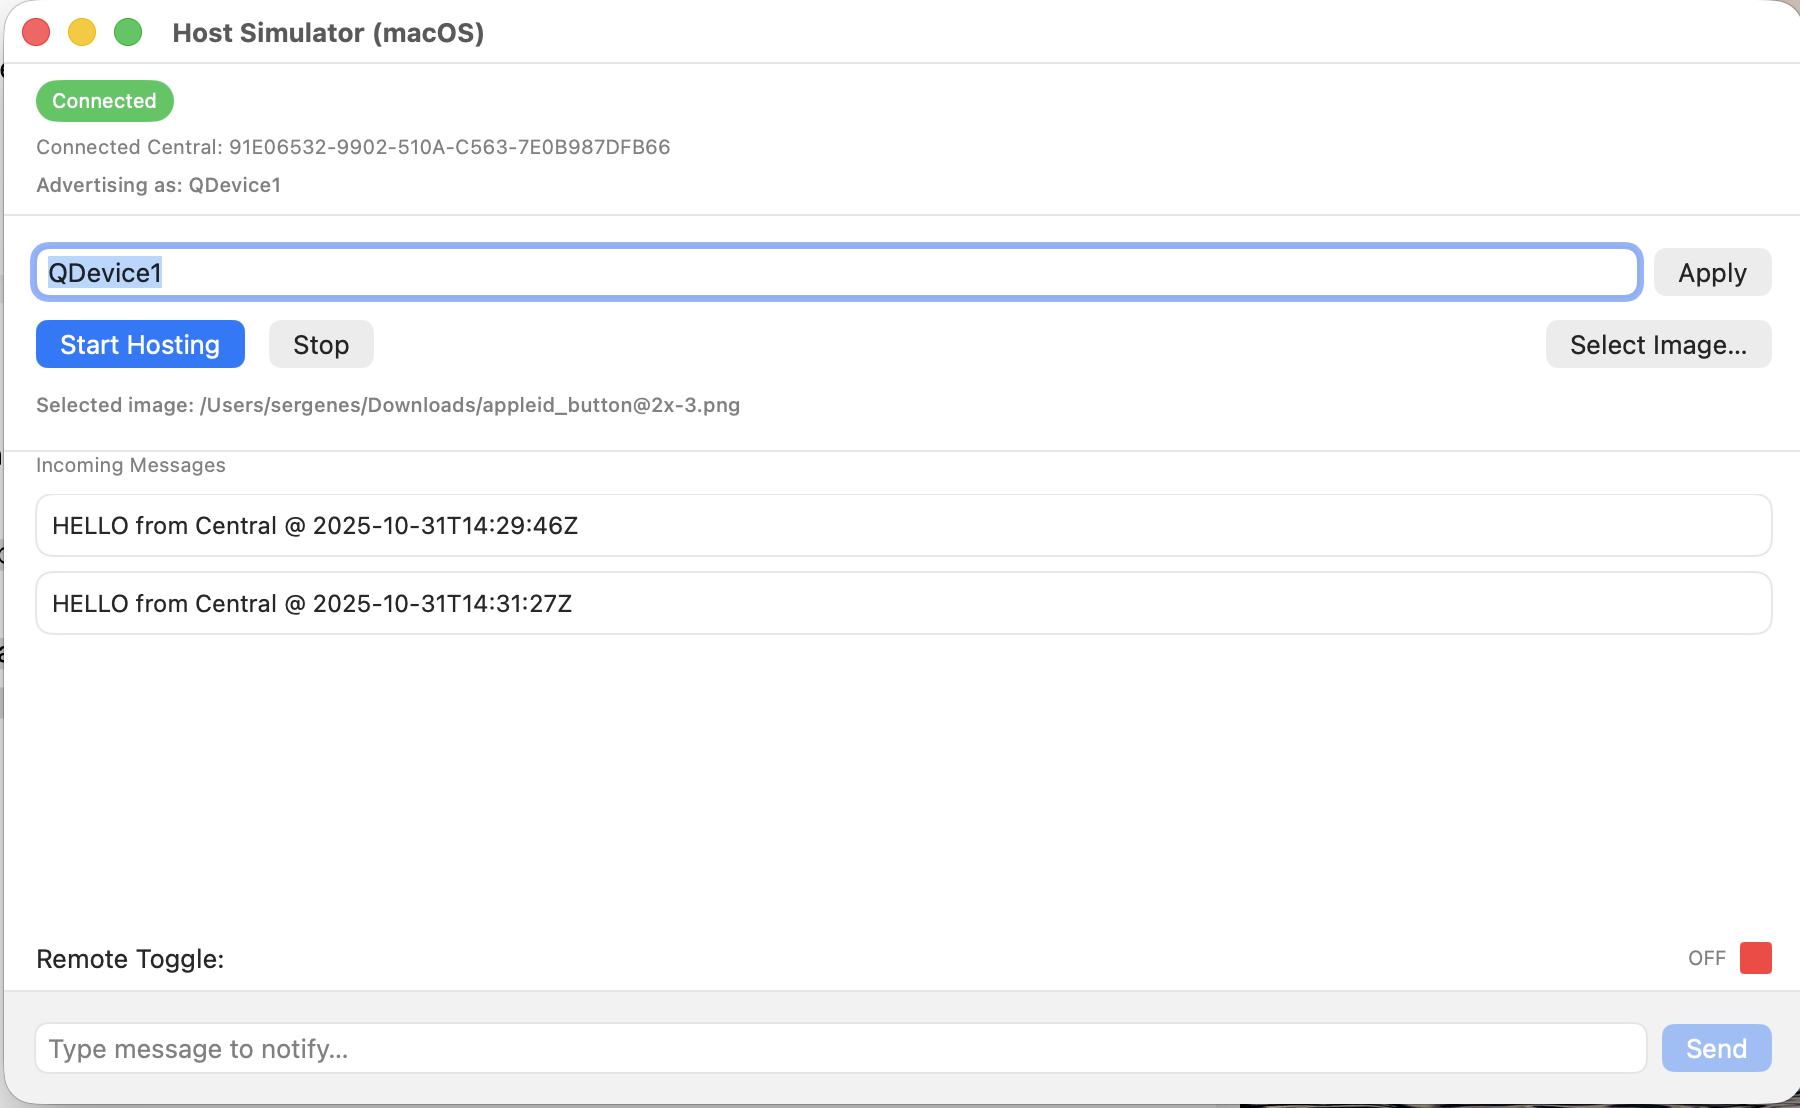 Host Simulator (macOS)
Connected
Connected Central: 91E06532-9902-510A-C563-7E0B987DFB66
Advertising as: QDevice1
QDevice1
Apply
Start Hosting
Stop
Select Image...
Selected image: /Users/sergenes/Downloads/appleid_button@2x-3.png
Incoming Messages
HELLO from Central @ 2025-10-31T14:29:46Z
HELLO from Central @ 2025-10-31T14:31:27Z
Remote Toggle:
OFF
Type message to notify...
Send